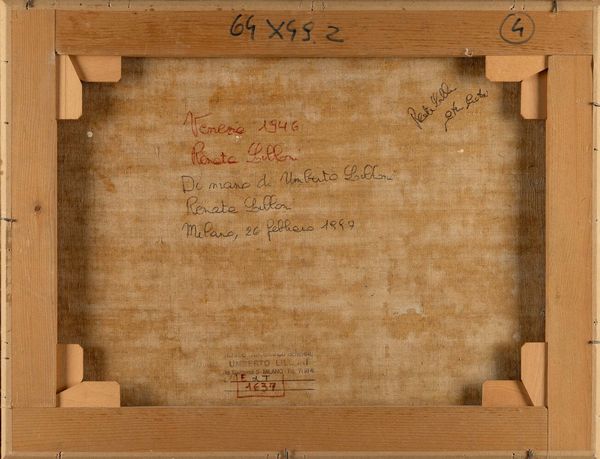 64 x 49.2
4
Venezia 1946
Renata Lilloni
Di mano di Umberto Lilloni
Renata Lilloni
Milano, 26 febbraio 1997
UMBERTO LILLONI
MILANO
1637